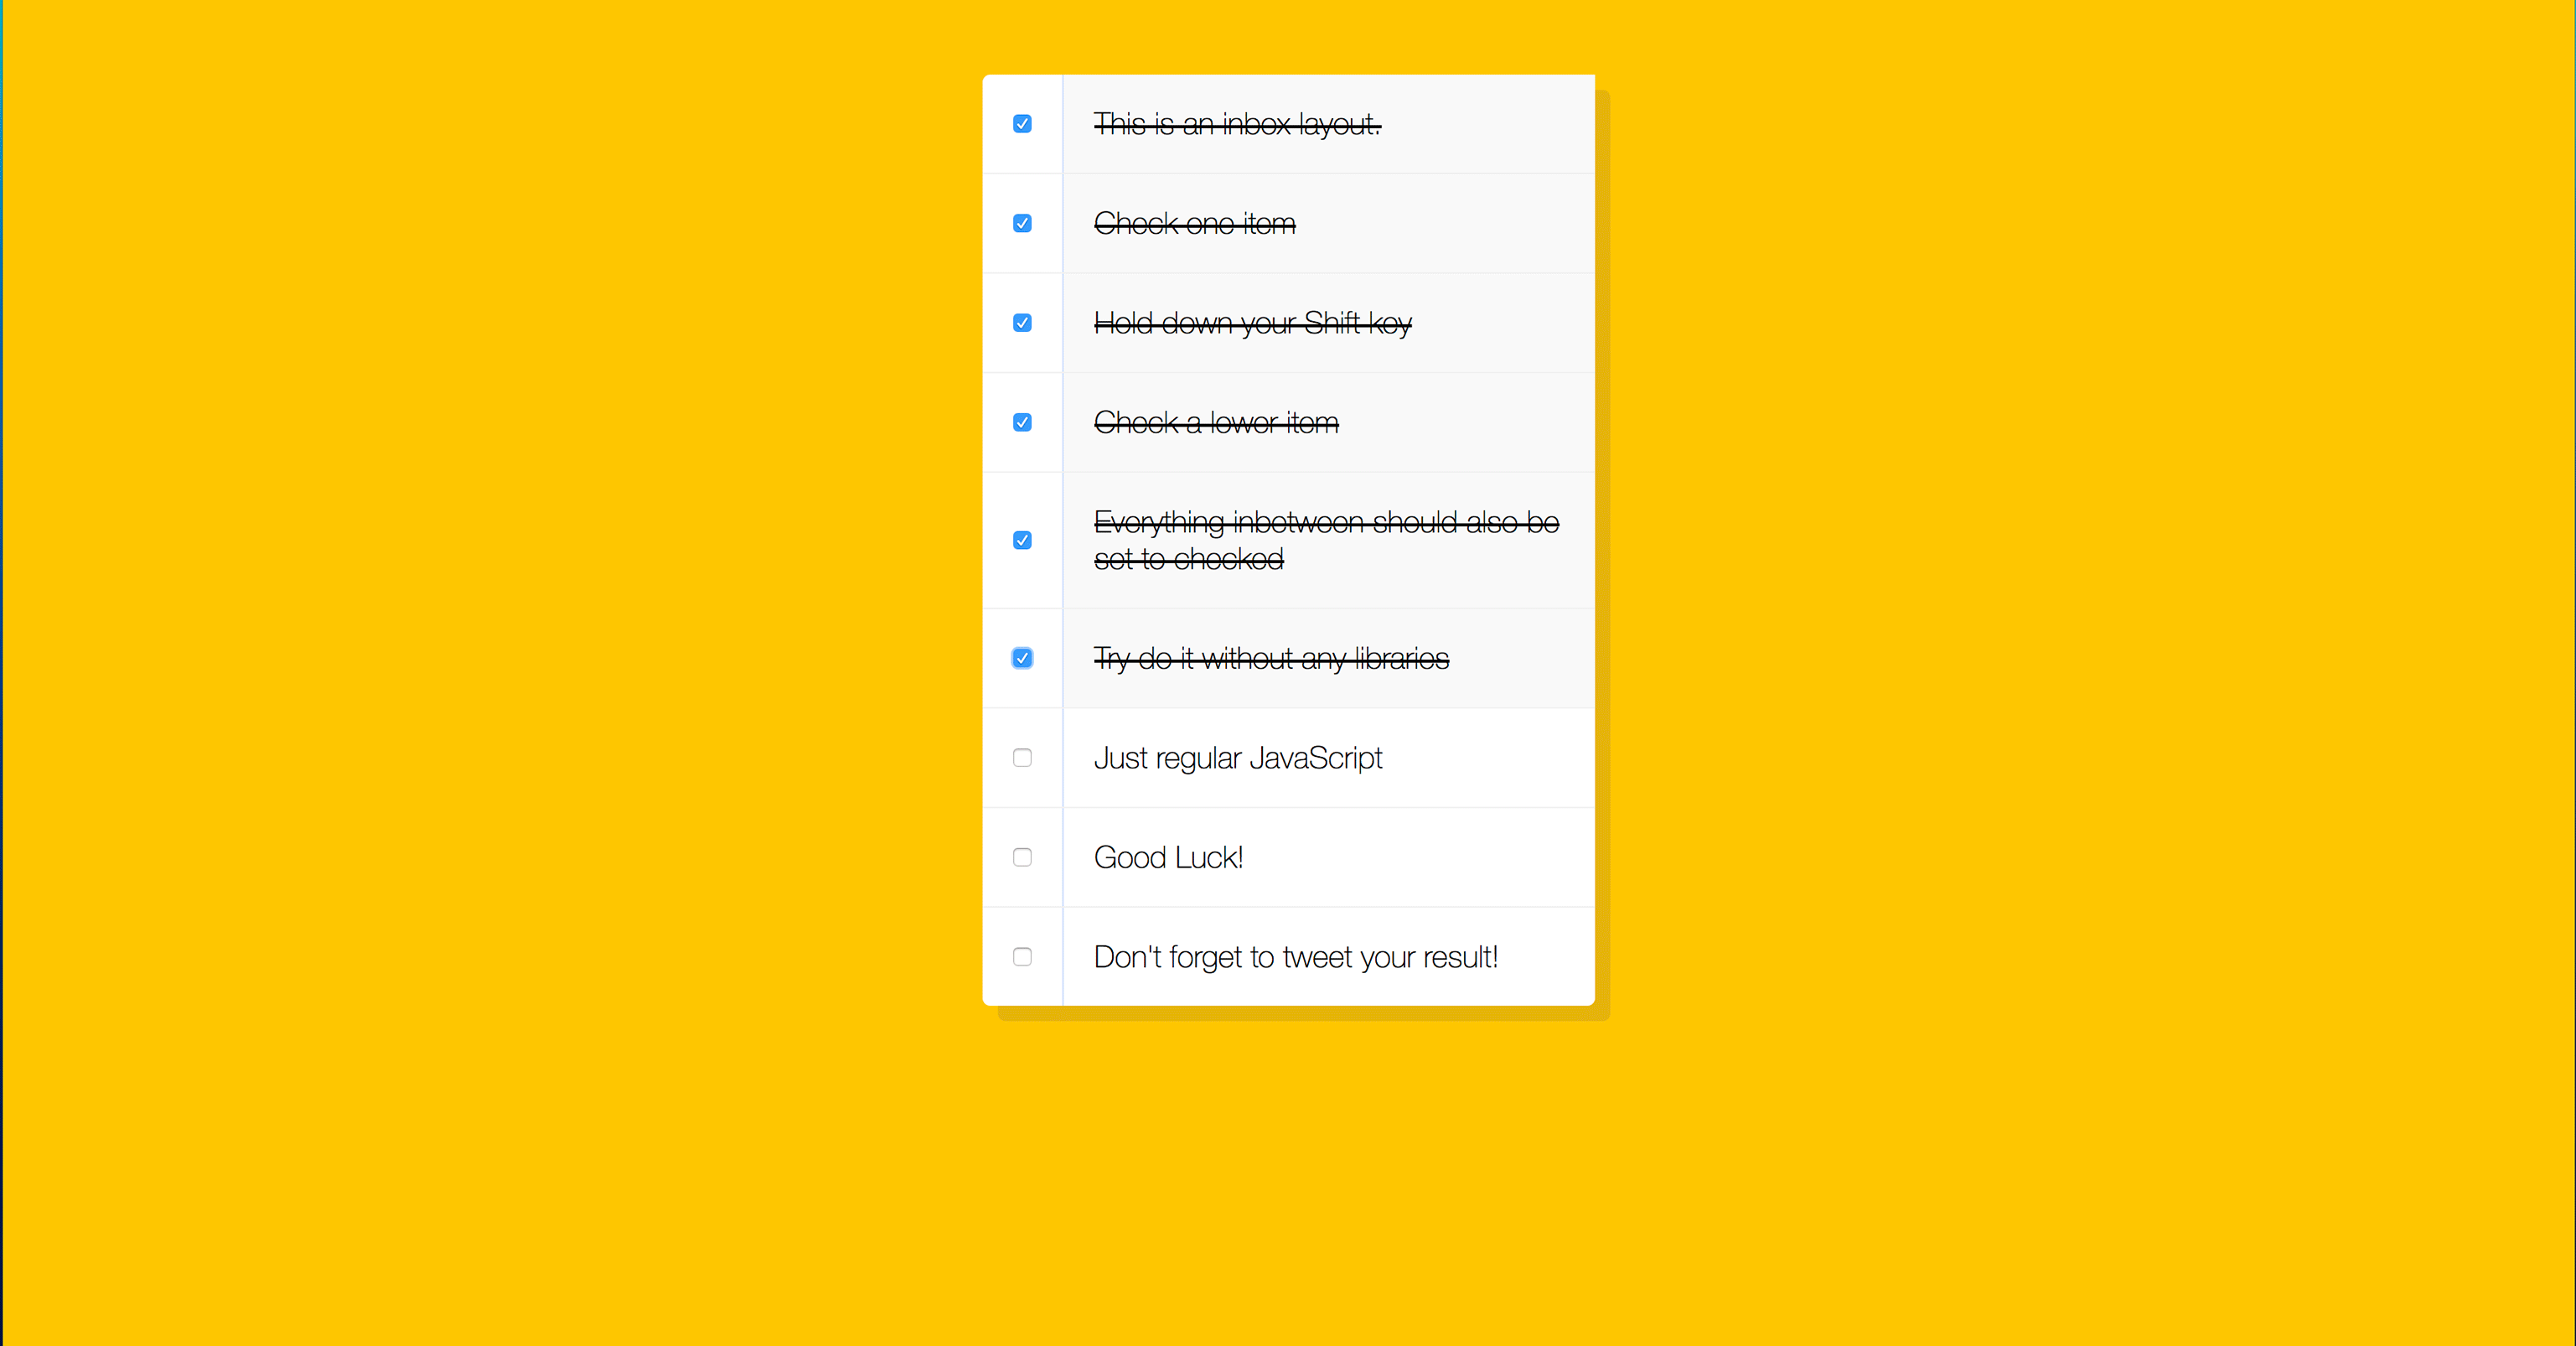 This is an inbox layout.
Check one item
Hold down your Shift key
Check a lower item
Everything inbetween should also be
set to checked
Try do it without any libraries
Just regular JavaScript
Good Luck!
Don't forget to tweet your result!